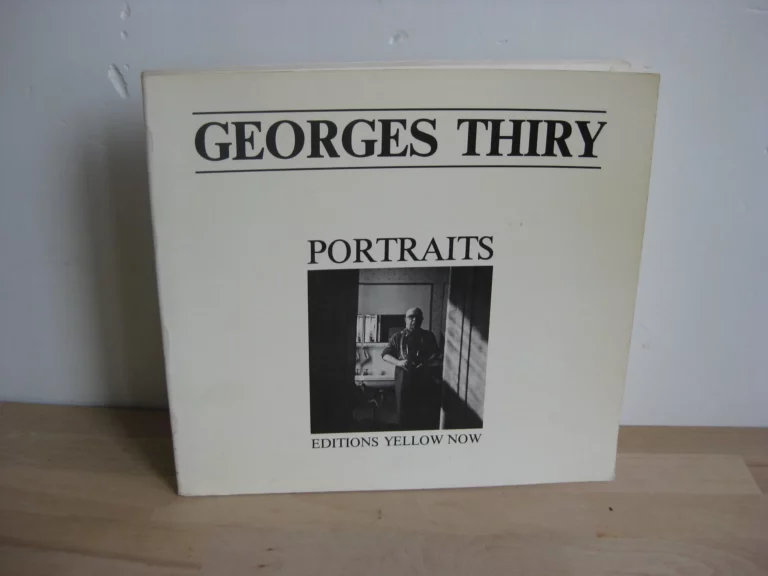 GEORGES THIRY
PORTRAITS
EDITIONS YELLOW NOW